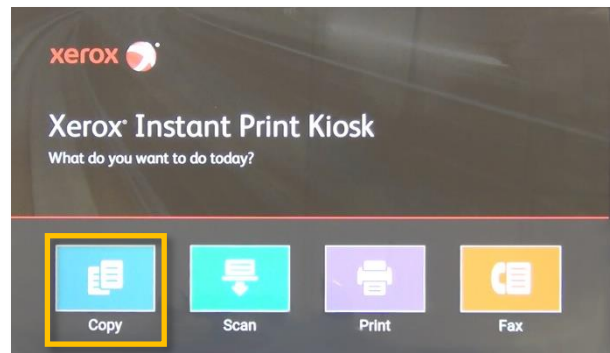 xerox
Xerox® Instant Print Kiosk
What do you want to do today?
Copy
Scan
Print
Fax